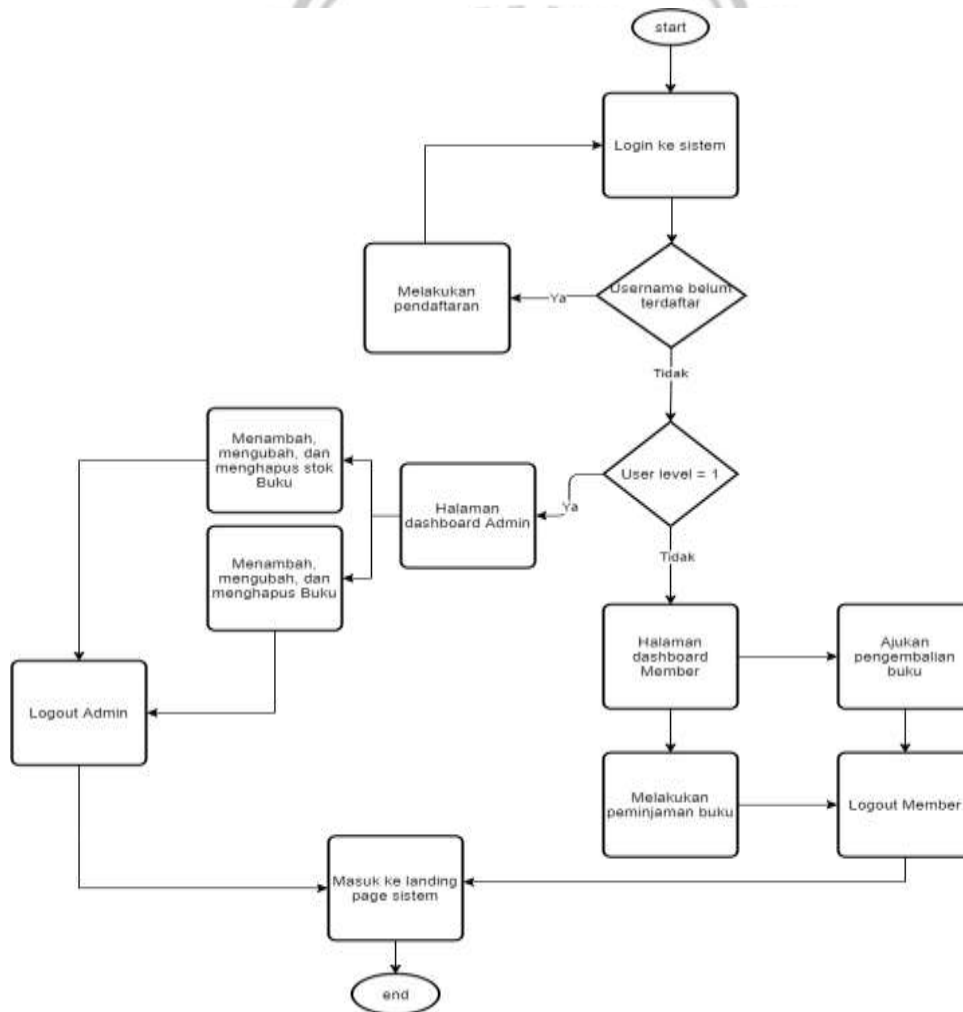 start
Login ke sistem
Melakukan
pendaftaran
Ya
Username belum
terdaftar
Tidak
Menambah,
mengubah, dan
menghapus stok
Buku
Halaman
dashboard Admin
Ya
User level = 1
Menambah,
mengubah, dan
menghapus Buku
Tidak
Halaman
dashboard
Member
Ajukan
pengembalian
buku
Logout Admin
Melakukan
peminjaman buku
Logout Member
Masuk ke landing
page sistem
end